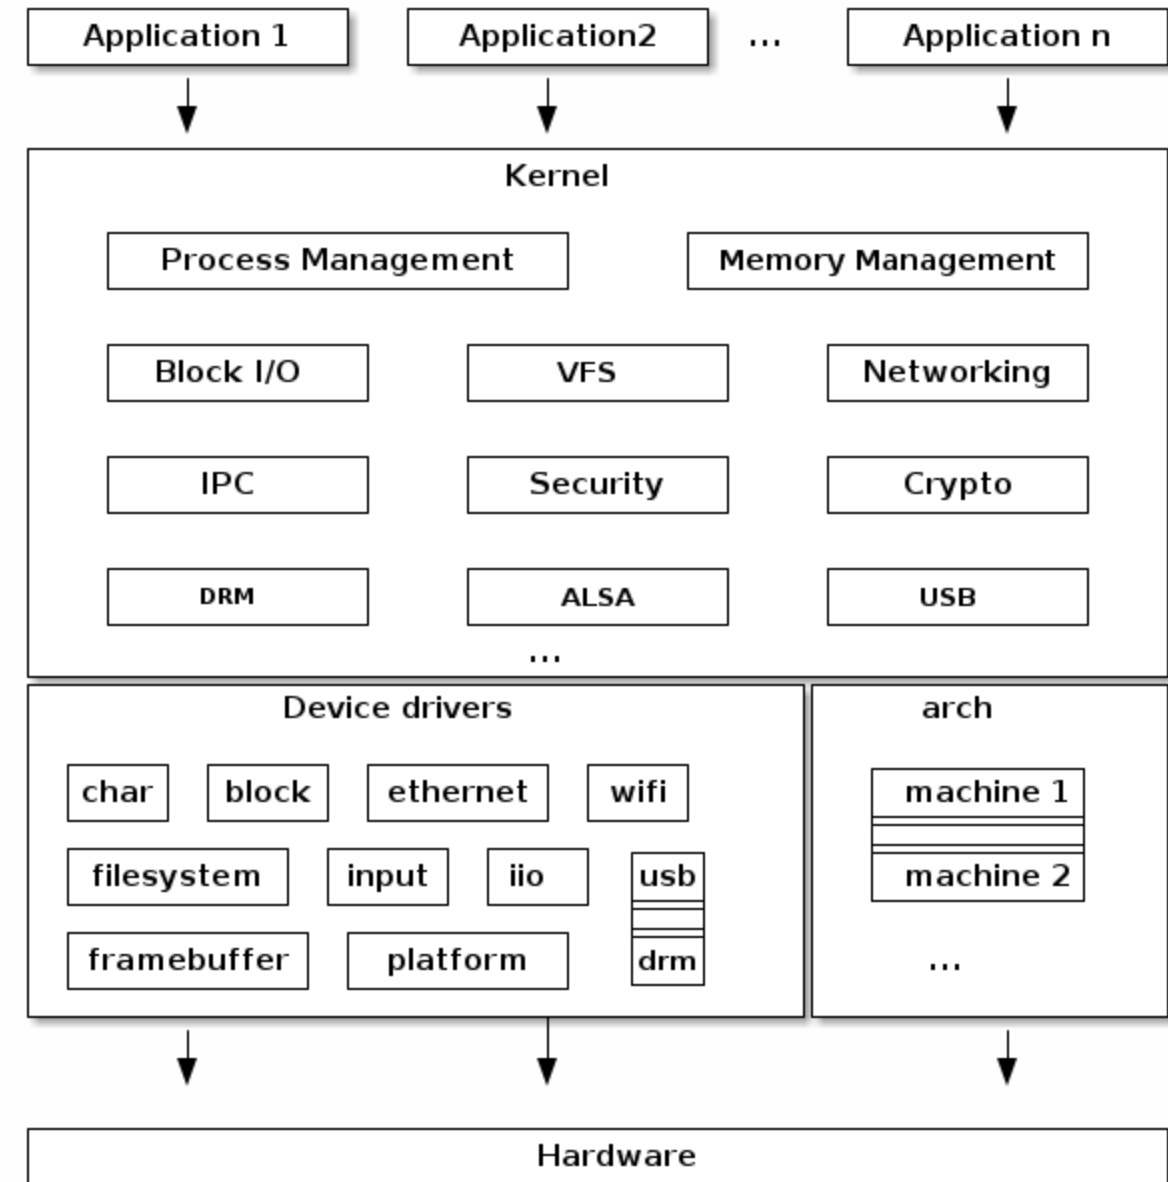 Application 1
Application2
...
Application n
Kernel
Process Management
Memory Management
Block I/O
VFS
Networking
IPC
Security
Crypto
DRM
ALSA
USB
...
Device drivers
arch
char
block
ethernet
wifi
machine 1
filesystem
input
iio
usb
machine 2
framebuffer
platform
drm
...
Hardware